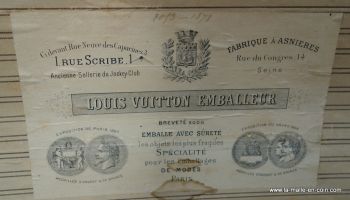 Ci-devant Rue Neuve des Capucines 3
1 RUE SCRIBE 1
Ancienne Sellerie du Jockey-Club
FABRIQUE A ASNIERES
Rue du Congrès, 14
Seine
LOUIS VUITTON EMBALLEUR
BREVETÉ SGDG
EMBALLE AVEC SÛRETÉ
les objets les plus fragiles
SPÉCIALITÉ
pour les emballages
DE MODES
PARIS
EXPOSITION DE PARIS 1867
EXPOSITION DU HAVRE 1868
www.la-malle-en-coin.com